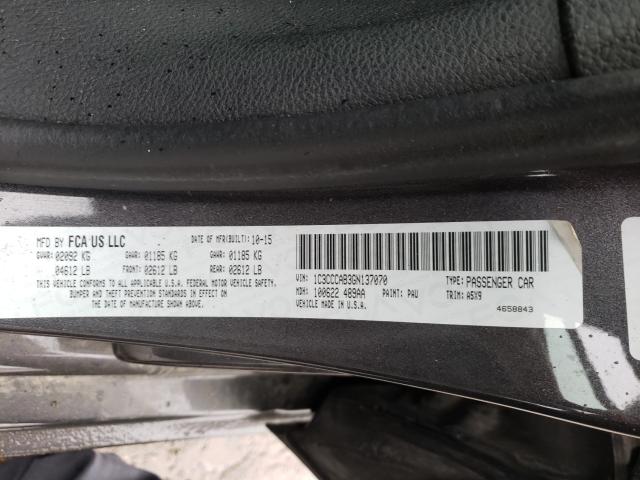 MFD BY FCA US LLC DATE OF MFR(BUILT): 10-15
GVWR: 02092 KG GAWR: 01185 KG GAWR: 01185 KG
04612 LB FRONT: 02612 LB REAR: 02612 LB
THIS VEHICLE CONFORMS TO ALL APPLICABLE U.S.A. FEDERAL MOTOR VEHICLE SAFETY,
BUMPER AND THEFT PREVENTION STANDARDS IN EFFECT ON
THE DATE OF MANUFACTURE SHOWN ABOVE.
VIN: 1C3CCCAB3GN137070 TYPE: PASSENGER CAR
MDH: 100622 489AA PAINT: PAU TRIM: A5X9
VEHICLE MADE IN U.S.A. 4658843